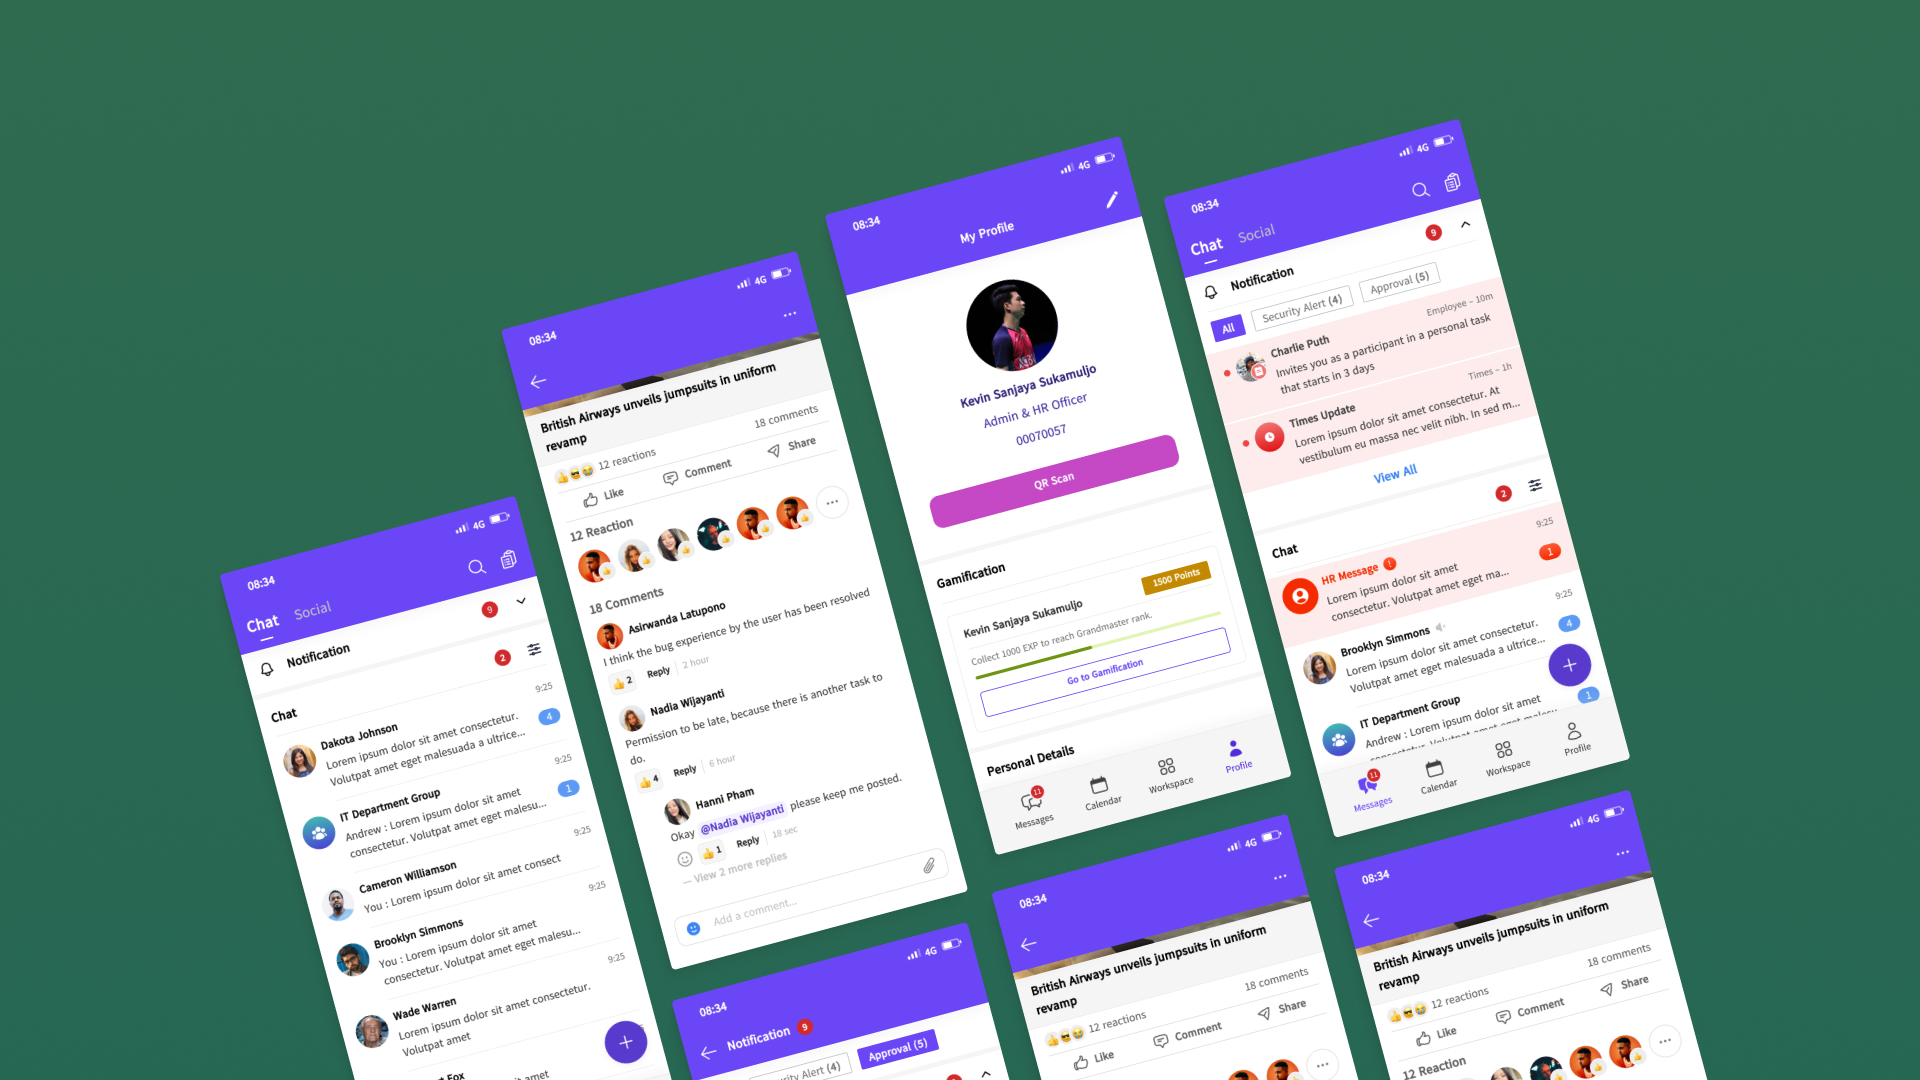 08:34
4G
Chat
Social
Notification
9
Chat
2
Dakota Johnson
9:25
Lorem ipsum dolor sit amet consectetur.
Volutpat amet eget malesuada a ultrice...
4
IT Department Group
9:25
Andrew : Lorem ipsum dolor sit amet
consectetur. Volutpat amet eget malesu...
1
Cameron Williamson
9:25
You : Lorem ipsum dolor sit amet consect
Brooklyn Simmons
9:25
You : Lorem ipsum dolor sit amet
consectetur. Volutpat amet eget malesu...
Wade Warren
9:25
Lorem ipsum dolor sit amet consectetur.
Volutpat amet
Fox
amet
08:34
4G
British Airways unveils jumpsuits in uniform
revamp
12 reactions
18 comments
Like
Comment
Share
12 Reaction
18 Comments
Asirwanda Latupono
I think the bug experience by the user has been resolved
2
Reply
2 hour
Nadia Wijayanti
Permission to be late, because there is another task to
do.
4
Reply
6 hour
Hanni Pham
Okay @Nadia Wijayanti please keep me posted.
1
Reply
18 sec
— View 2 more replies
Add a comment...
08:34
4G
My Profile
Kevin Sanjaya Sukamuljo
Admin & HR Officer
00070057
QR Scan
Gamification
Kevin Sanjaya Sukamuljo
1500 Points
Collect 1000 EXP to reach Grandmaster rank.
Go to Gamification
Personal Details
11
Messages
Calendar
Workspace
Profile
08:34
4G
Chat
Social
Notification
9
All
Security Alert (4)
Approval (5)
Charlie Puth
Employee – 10m
Invites you as a participant in a personal task
that starts in 3 days
Times Update
Times – 1h
Lorem ipsum dolor sit amet consectetur. At
vestibulum eu massa nec velit nibh. In sed m...
View All
Chat
2
HR Message
9:25
Lorem ipsum dolor sit amet
consectetur. Volutpat amet eget ma...
1
Brooklyn Simmons
9:25
Lorem ipsum dolor sit amet consectetur.
Volutpat amet eget malesuada a ultrice...
4
IT Department Group
Andrew : Lorem ipsum dolor sit amet
consectetur. Volutpat amet eget malesu...
1
11
Messages
Calendar
Workspace
Profile
08:34
4G
Notification
9
Security Alert (4)
Approval (5)
08:34
4G
British Airways unveils jumpsuits in uniform
revamp
12 reactions
18 comments
Like
Comment
Share
08:34
4G
British Airways unveils jumpsuits in uniform
revamp
12 reactions
18 comments
Like
Comment
Share
12 Reaction